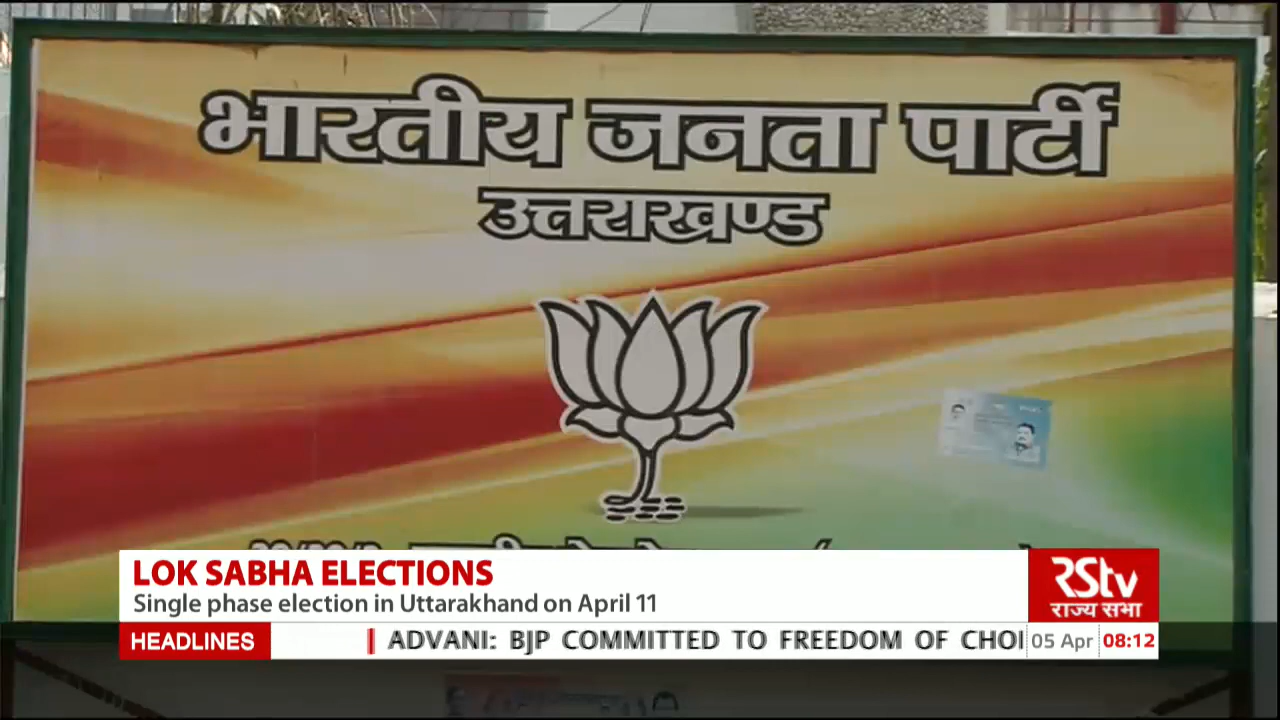 भारतीय जनता पार्टी
उत्तराखण्ड
LOK SABHA ELECTIONS
Single phase election in Uttarakhand on April 11
RSTV
राज्य सभा
HEADLINES
ADVANI: BJP COMMITTED TO FREEDOM OF CHOI
05 Apr 08:12